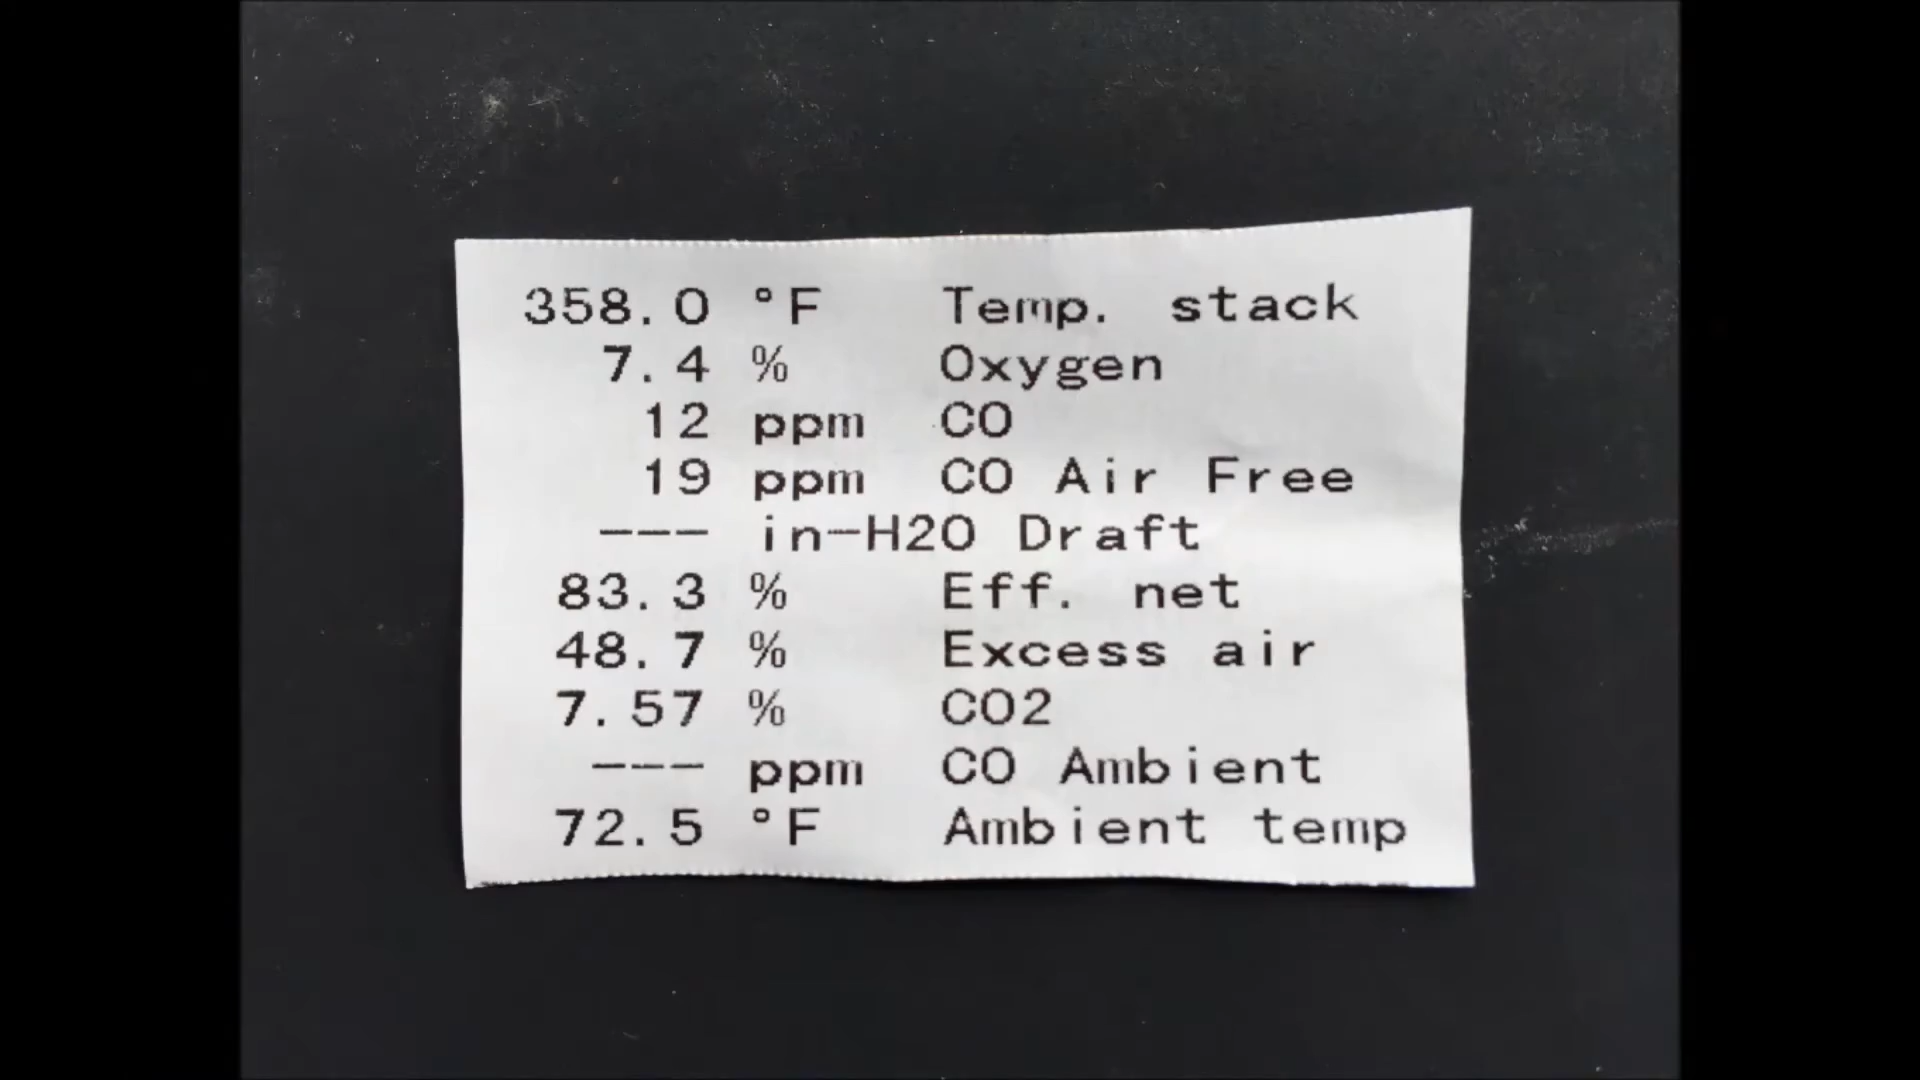 358.0 °F Temp. stack
7.4 % Oxygen
12 ppm CO
19 ppm CO Air Free
--- in-H2O Draft
83.3 % Eff. net
48.7 % Excess air
7.57 % CO2
--- ppm CO Ambient
72.5 °F Ambient temp